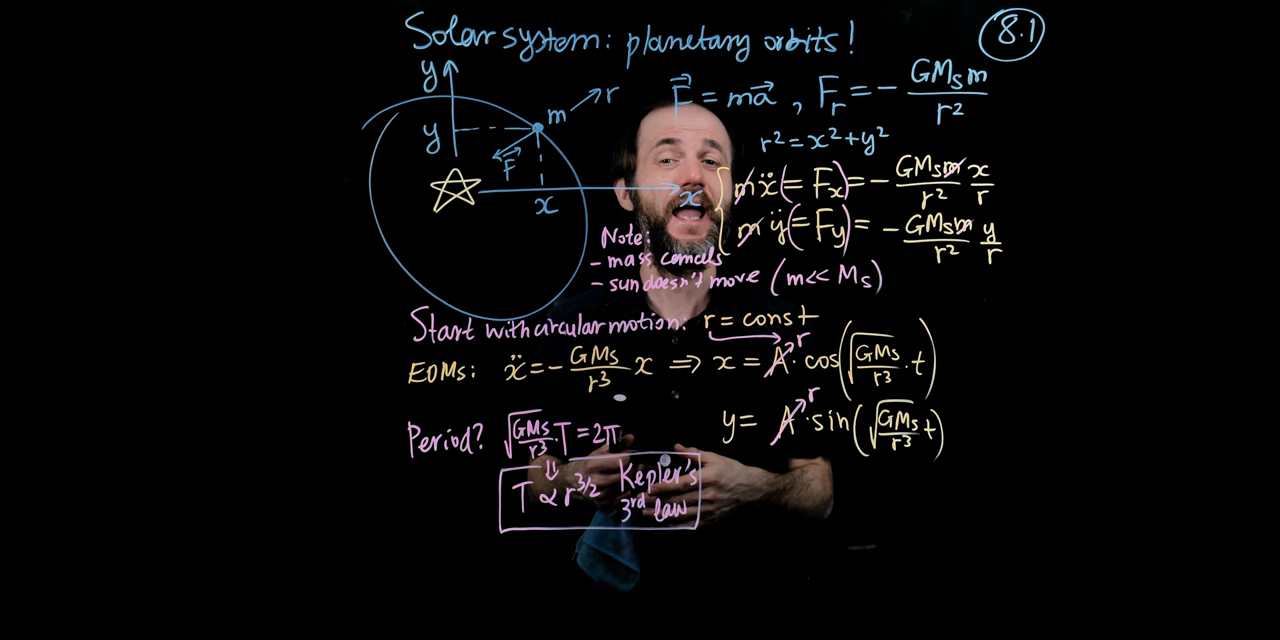 Solar system: planetary orbits!
8.1
y
m → r
y
F⃗
x
x
F⃗ = ma⃗ , F_r = - GM_s m / r²
r² = x² + y²
mẍ (= F_x) = - GM_s m / r² x / r
mÿ (= F_y) = - GM_s m / r² y / r
Note:
- mass cancels
- sun doesn't move (m << M_s)
Start with circular motion: r = const
EOMs: ẍ = - GM_s / r³ x ⇒ x = A → r · cos(√(GM_s / r³) · t)
y = A → r · sin(√(GM_s / r³) t)
Period? √(GM_s / r³) · T = 2π
⇓
T ∝ r^3/2 Kepler's
3rd law